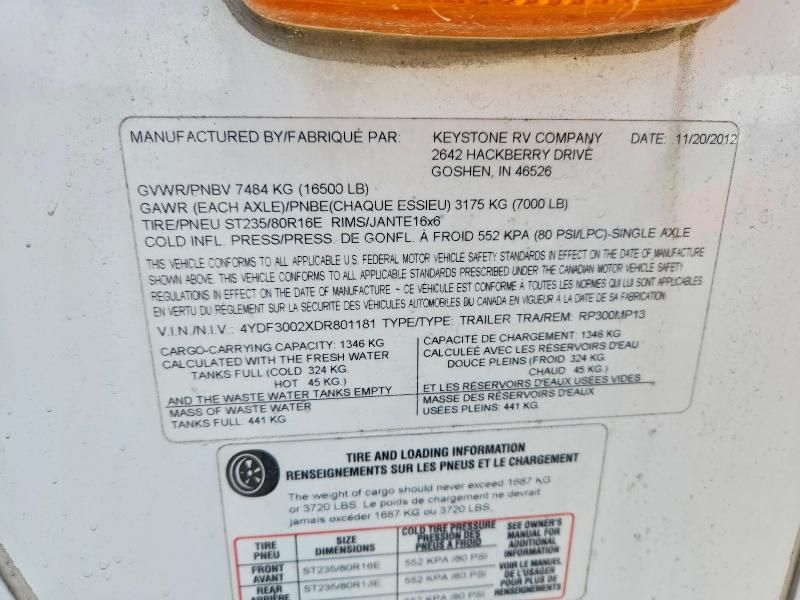 MANUFACTURED BY/FABRIQUÉ PAR: KEYSTONE RV COMPANY DATE: 11/20/2012
2642 HACKBERRY DRIVE
GOSHEN, IN 46526
GVWR/PNBV 7484 KG (16500 LB)
GAWR (EACH AXLE)/PNBE(CHAQUE ESSIEU) 3175 KG (7000 LB)
TIRE/PNEU ST235/80R16E RIMS/JANTE16x6
COLD INFL. PRESS/PRESS. DE GONFL. À FROID 552 KPA (80 PSI/LPC)-SINGLE AXLE
THIS VEHICLE CONFORMS TO ALL APPLICABLE U.S. FEDERAL MOTOR VEHICLE SAFETY STANDARDS IN EFFECT ON THE DATE OF MANUFACTURE
SHOWN ABOVE. THIS VEHICLE CONFORMS TO ALL APPLICABLE STANDARDS PRESCRIBED UNDER THE CANADIAN MOTOR VEHICLE SAFETY
REGULATIONS IN EFFECT ON THE DATE OF MANUFACTURE ~ CE VÉHICULE EST CONFORME À TOUTES LES NORMES QUI LUI SONT APPLICABLES
EN VERTU DU RÈGLEMENT SUR LA SÉCURITÉ DES VÉHICULES AUTOMOBILES DU CANADA EN VIGUEUR À LA DATE DE SA FABRICATION.
V.I.N./N.I.V.: 4YDF3002XDR801181 TYPE/TYPE: TRAILER TRA/REM: RP300MP13
CARGO-CARRYING CAPACITY: 1346 KG
CALCULATED WITH THE FRESH WATER
TANKS FULL (COLD 324 KG.
HOT 45 KG.)
AND THE WASTE WATER TANKS EMPTY
MASS OF WASTE WATER
TANKS FULL: 441 KG
CAPACITÉ DE CHARGEMENT: 1346 KG
CALCULÉE AVEC LES RÉSERVOIRS D'EAU
DOUCE PLEINS (FROID 324 KG.
CHAUD 45 KG.)
ET LES RÉSERVOIRS D'EAUX USÉES VIDES
MASSE DES RÉSERVOIRS D'EAUX
USÉES PLEINS: 441 KG.
TIRE AND LOADING INFORMATION
RENSEIGNEMENTS SUR LES PNEUS ET LE CHARGEMENT
The weight of cargo should never exceed 1687 KG
or 3720 LBS. Le poids de chargement ne devrait
jamais excéder 1687 KG ou 3720 LBS.
TIRE
PNEU
SIZE
DIMENSIONS
COLD TIRE PRESSURE
PRESSION DES
PNEUS A FROID
SEE OWNER'S
MANUAL FOR
ADDITIONAL
INFORMATION
VOIR LE MANUEL
DE L'USAGER
POUR PLUS DE
RENSEIGNEMENTS
FRONT
AVANT
ST235/80R16E
552 KPA /80 PSI
REAR
ARRIÈRE
ST235/80R13E
552 KPA /80 PSI
552 KPA /80 PSI